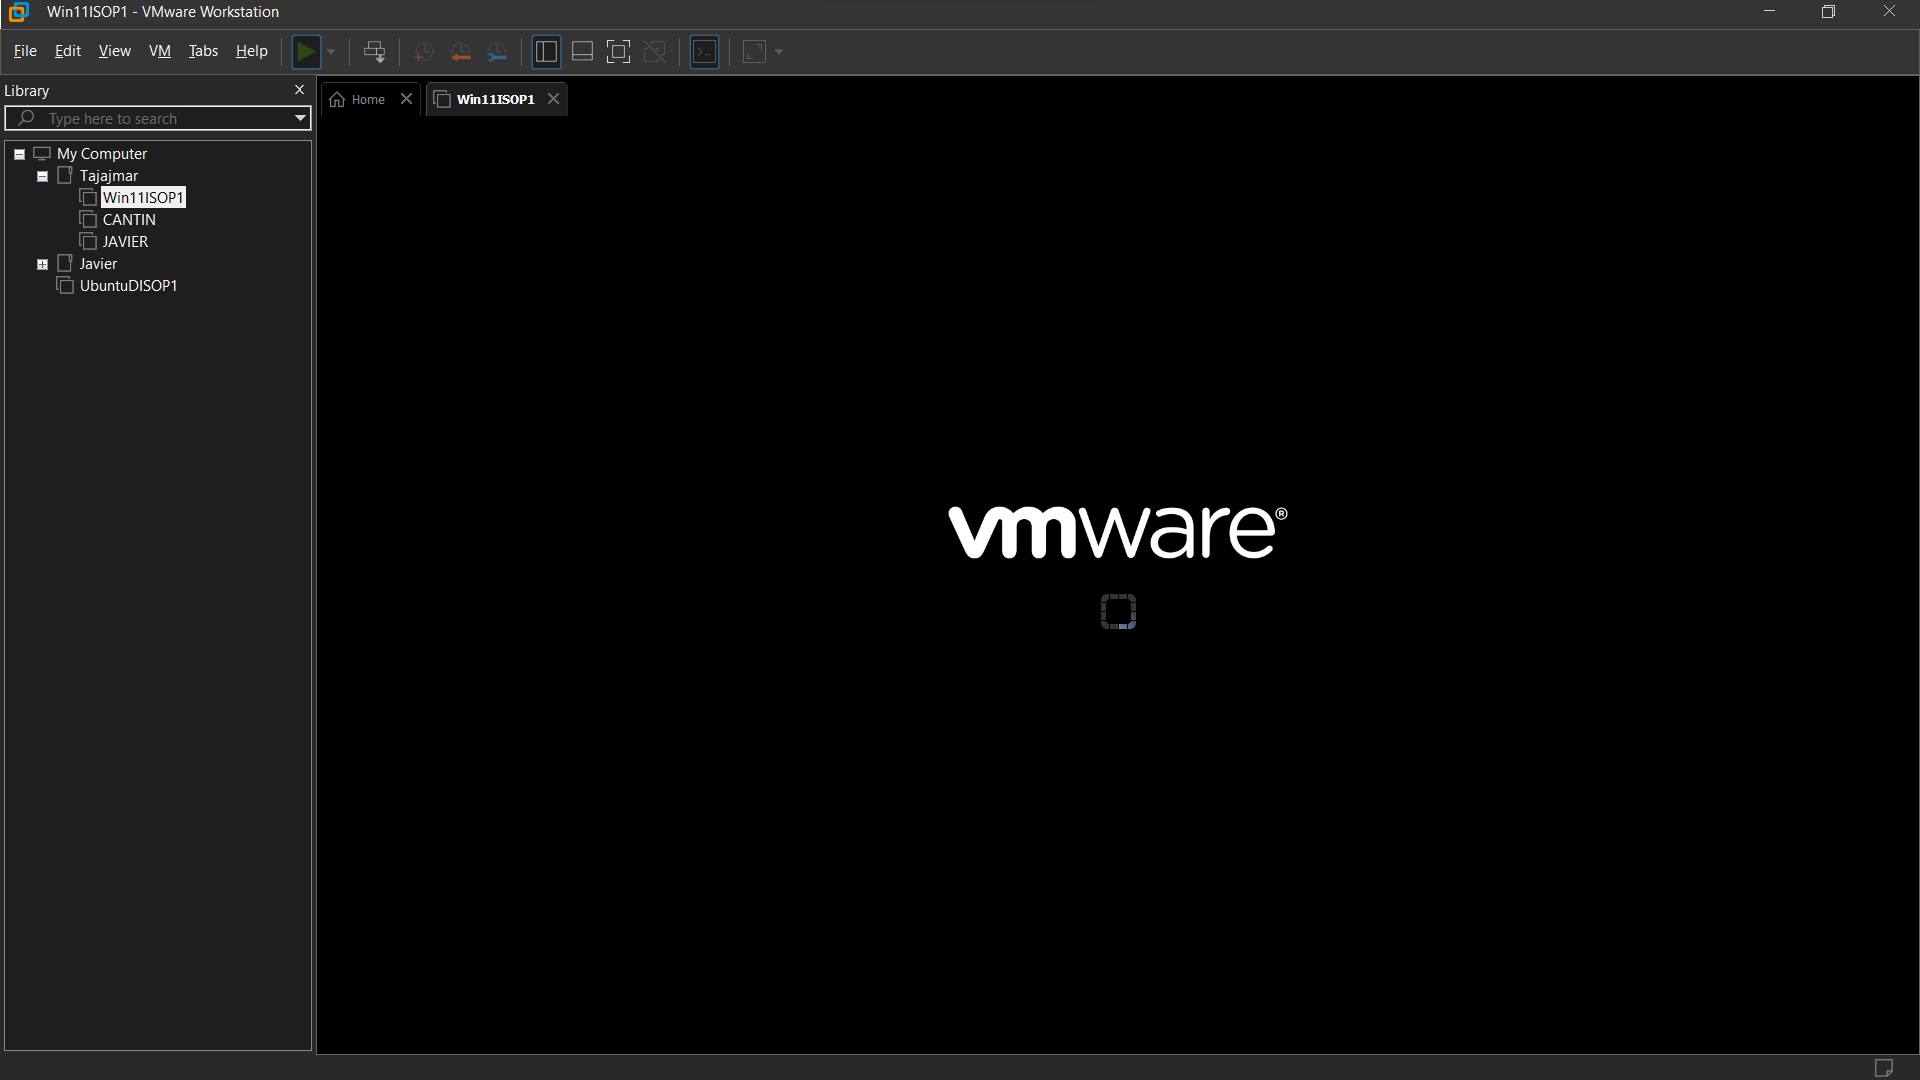 Win11ISOP1 - VMware Workstation
File Edit View VM Tabs Help
Library
Type here to search
Home
Win11ISOP1
My Computer
Tajajmar
Win11ISOP1
CANTIN
JAVIER
Javier
UbuntuDISOP1
vmware®